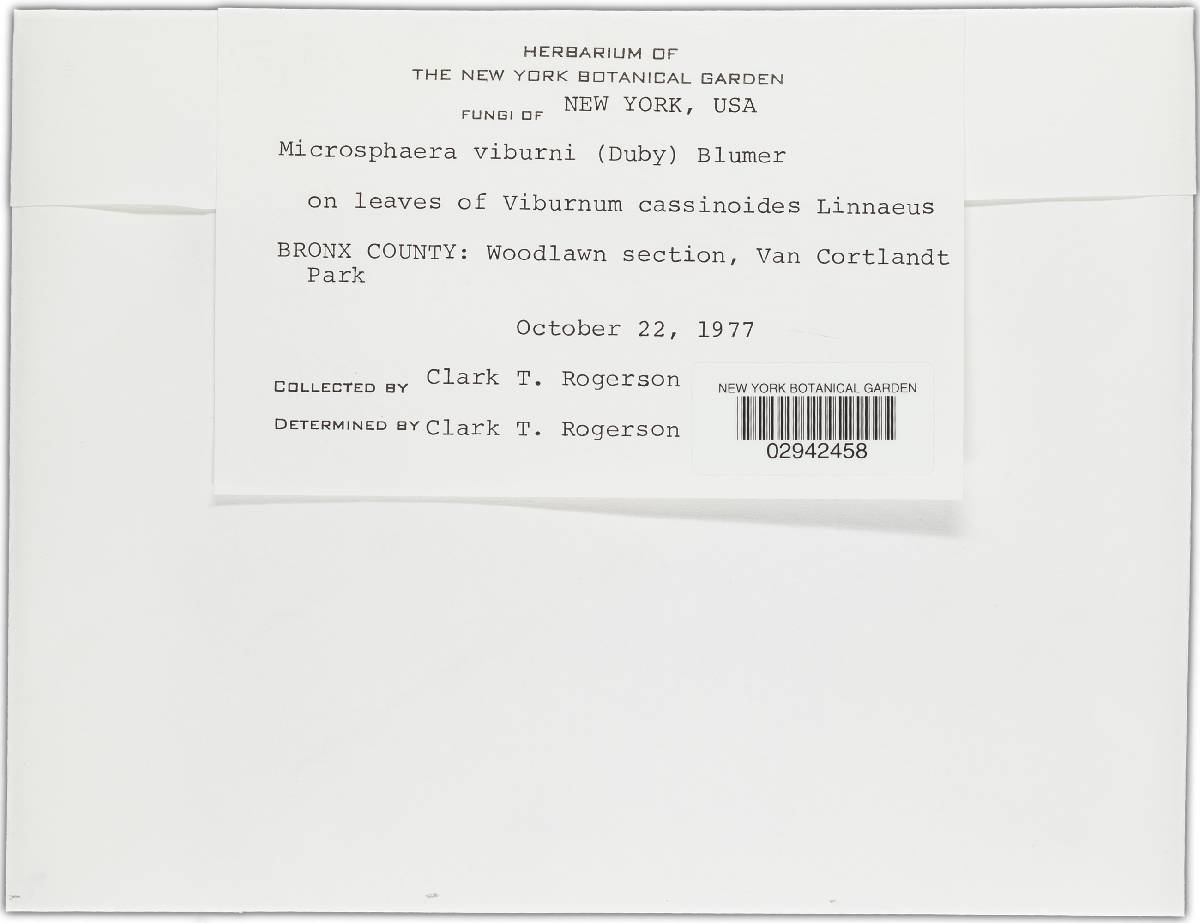 HERBARIUM OF
THE NEW YORK BOTANICAL GARDEN
FUNGI OF NEW YORK, USA
Microsphaera viburni (Duby) Blumer
on leaves of Viburnum cassinoides Linnaeus
BRONX COUNTY: Woodlawn section, Van Cortlandt
Park
October 22, 1977
COLLECTED BY Clark T. Rogerson
DETERMINED BY Clark T. Rogerson
NEW YORK BOTANICAL GARDEN
02942458